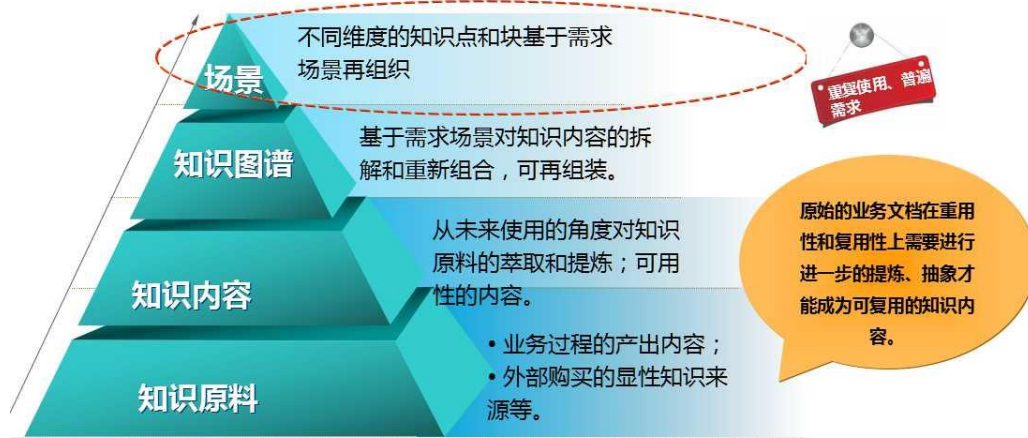 不同维度的知识点和块基于需求
场景再组织
场景
重复使用、普遍
需求
基于需求场景对知识内容的拆
解和重新组合，可再组装。
知识图谱
从未来使用的角度对知识
原料的萃取和提炼；可用
性的内容。
知识内容
原始的业务文档在重用
性和复用性上需要进行
进一步的提炼、抽象才
能成为可复用的知识内
容。
• 业务过程的产出内容；
• 外部购买的显性知识来
源等。
知识原料